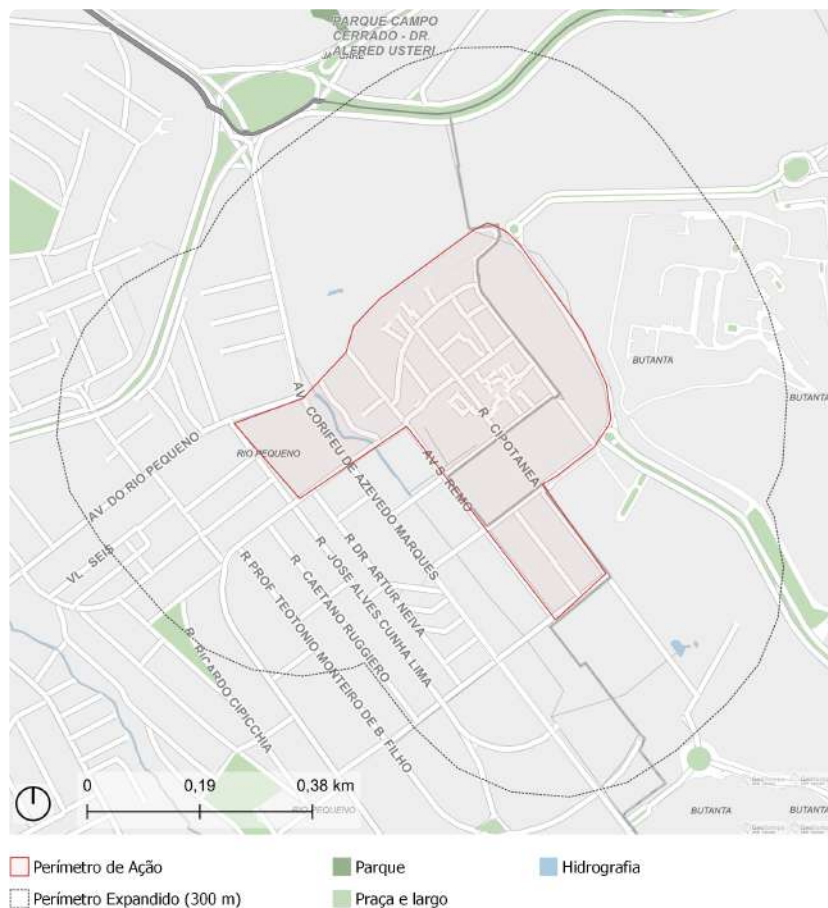 PARQUE CAMPO
CERRADO - DR.
ALFRED USTERI
BUTANTA
BUTANTA
AV. CORIFEU DE AZEVEDO MARQUES
R. CIPOTANEA
AV S REMO
RIO PEQUENO
AV. DO RIO PEQUENO
VL. SEIS
R DR. ARTUR NEIVA
R. JOSE ALVES CUNHA LIMA
R. CAETANO RUGGIERO
R PROF. TEOTONIO MONTEIRO DE B. FILHO
R. RICARDO CIPICCHIA
0 0,19 0,38 km
RIO PEQUENO
BUTANTA
BUTANTA
Perímetro de Ação
Parque
Hidrografia
Perímetro Expandido (300 m)
Praça e largo